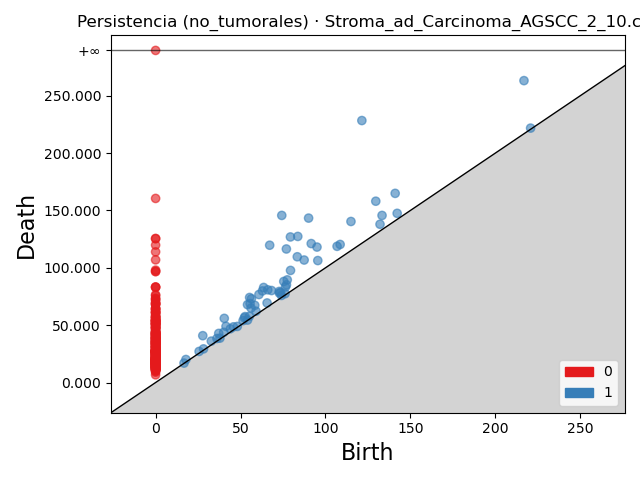 Persistencia (no_tumorales) · Stroma_ad_Carcinoma_AGSCC_2_10.c
+∞
250.000
200.000
150.000
100.000
50.000
0.000
Death
0
1
0 50 100 150 200 250
Birth